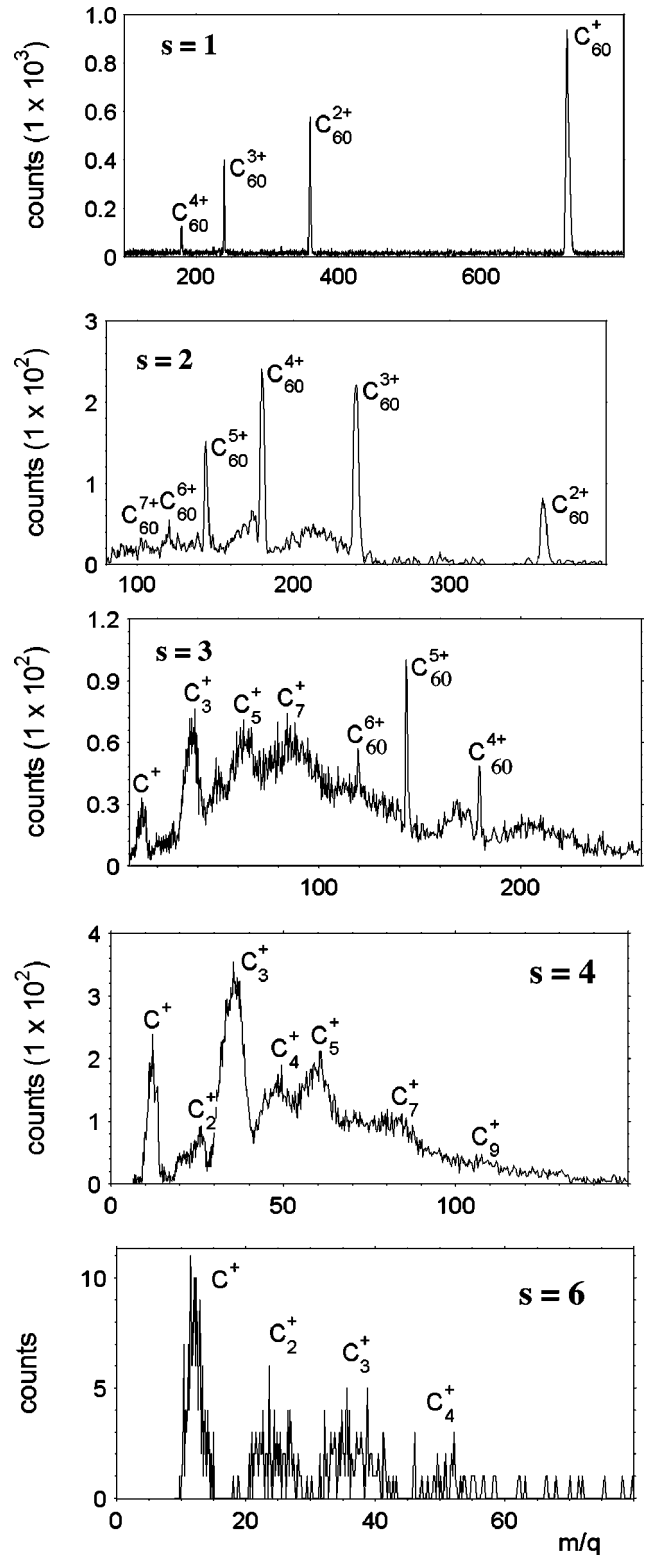 s = 1
counts (1 x 10³)
1.0
0.8
0.6
0.4
0.2
0
C₆₀⁴⁺
C₆₀³⁺
C₆₀²⁺
C₆₀⁺
200 400 600
s = 2
counts (1 x 10²)
3
2
1
0
C₆₀⁷⁺ C₆₀⁶⁺
C₆₀⁵⁺
C₆₀⁴⁺
C₆₀³⁺
C₆₀²⁺
100 200 300
s = 3
counts (1 x 10²)
1.2
0.9
0.6
0.3
0
C⁺
C₃⁺
C₅⁺
C₇⁺
C₆₀⁶⁺
C₆₀⁵⁺
C₆₀⁴⁺
100 200
s = 4
counts (1 x 10²)
4
3
2
1
0
C⁺
C₂⁺
C₃⁺
C₄⁺
C₅⁺
C₇⁺
C₉⁺
0 50 100
s = 6
counts
10
5
0
C⁺
C₂⁺
C₃⁺
C₄⁺
0 20 40 60
m/q